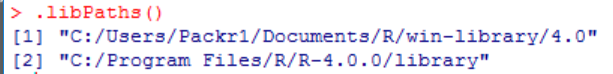 > .libPaths()
[1] "C:/Users/Packr1/Documents/R/win-library/4.0"
[2] "C:/Program Files/R/R-4.0.0/library"